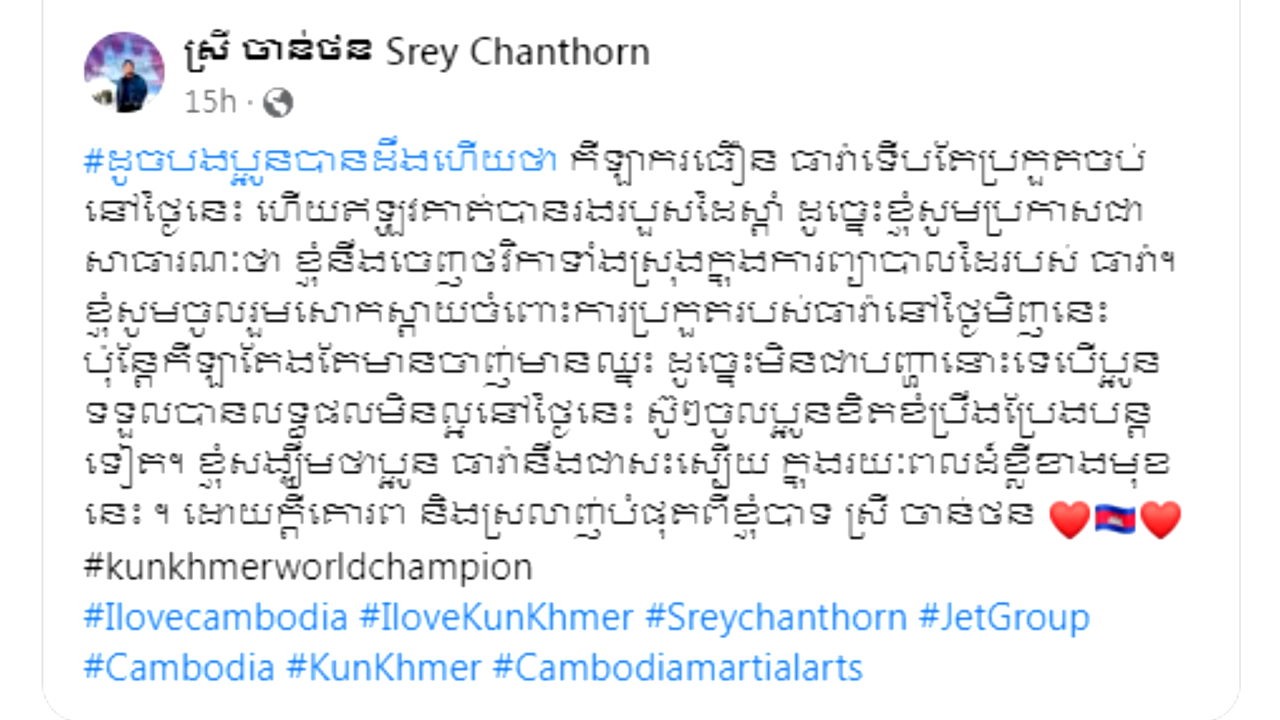 ស្រី ចាន់ថន Srey Chanthorn
15h ·
#ដូចបងប្អូនបានដឹងហើយថា កីឡាករធឿន ធារ៉ាទើបតែប្រកួតចប់
នៅថ្ងៃនេះ ហើយឥឡូវគាត់បានរងរបួសដៃស្តាំ ដូច្នេះខ្ញុំសូមប្រកាសជា
សាធារណៈថា ខ្ញុំនឹងចេញថវិកាទាំងស្រុងក្នុងការព្យាបាលដៃរបស់ ធារ៉ា។
ខ្ញុំសូមចូលរួមសោកស្តាយចំពោះការប្រកួតរបស់ធារ៉ានៅថ្ងៃមិញនេះ
ប៉ុន្តែកីឡាតែងតែមានចាញ់មានឈ្នះ ដូច្នេះមិនជាបញ្ហានោះទេបើប្អូន
ទទួលបានលទ្ធផលមិនល្អនៅថ្ងៃនេះ ស៊ូៗចូលប្អូនខិតខំប្រឹងប្រែងបន្ត
ទៀត។ ខ្ញុំសង្ឃឹមថាប្អូន ធារ៉ានឹងជាសះស្បើយ ក្នុងរយៈពលដ៌ខ្លីខាងមុខ
នេះ ។ ដោយក្តីគោរព និងស្រលាញ់បំផុតពីខ្ញុំបាទ ស្រី ចាន់ថន ❤️🇰🇭❤️
#kunkhmerworldchampion
#Ilovecambodia #IloveKunKhmer #Sreychanthorn #JetGroup
#Cambodia #KunKhmer #Cambodiamartialarts